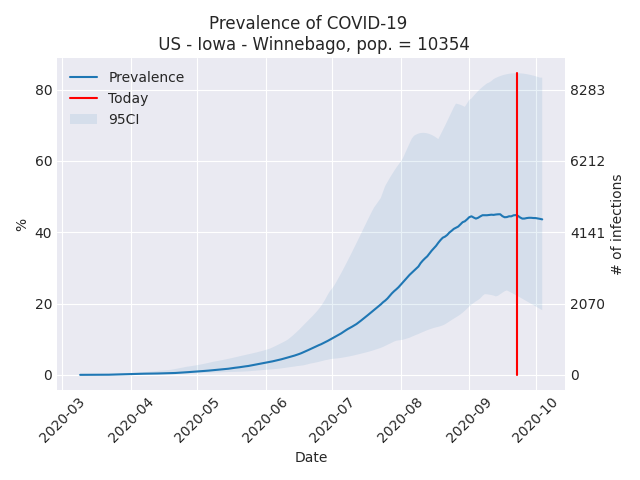 Prevalence of COVID-19
US - Iowa - Winnebago, pop. = 10354
Prevalence
Today
95CI
%
80
60
40
20
0
# of infections
8283
6212
4141
2070
0
2020-03
2020-04
2020-05
2020-06
2020-07
2020-08
2020-09
2020-10
Date